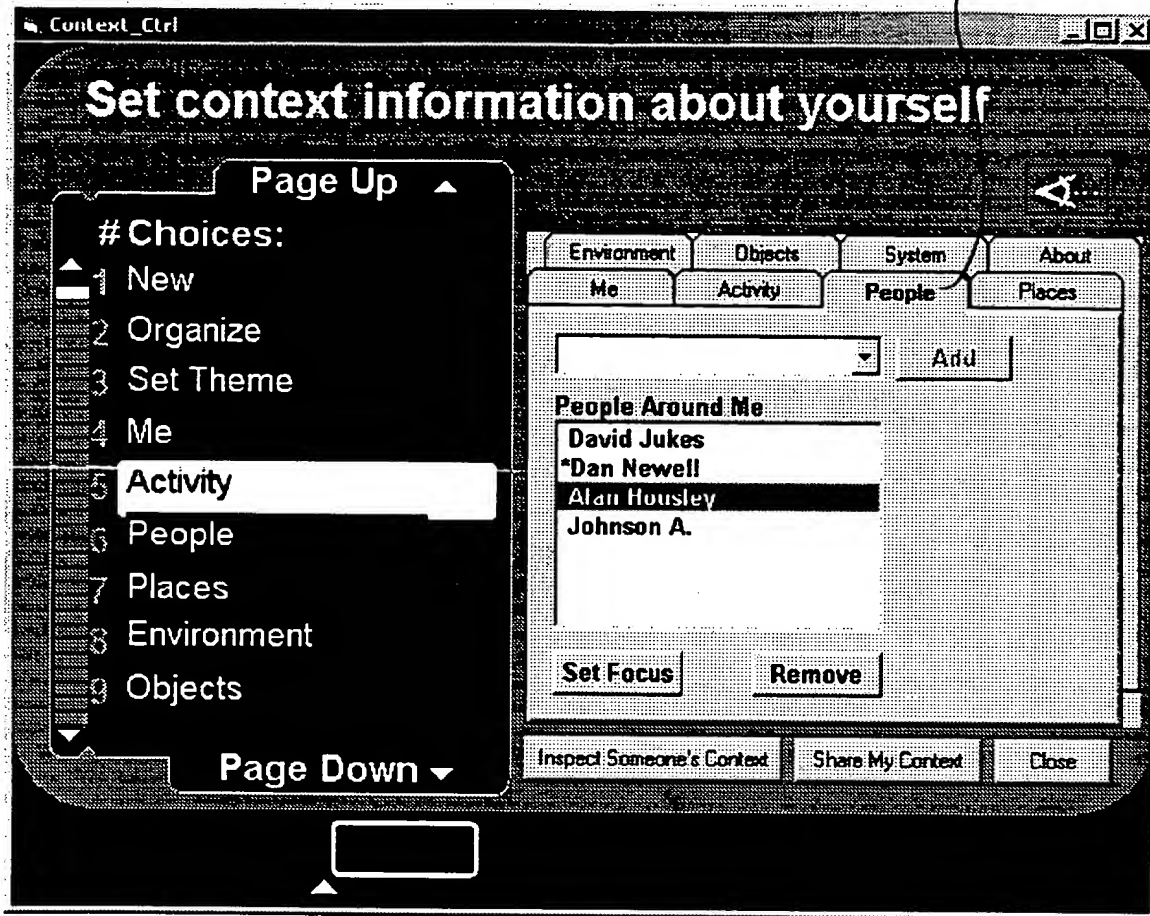 Context_Ctrl
Set context information about yourself
Page Up
# Choices:
1 New
2 Organize
3 Set Theme
4 Me
5 Activity
6 People
7 Places
8 Environment
9 Objects
Page Down
Environment Objects System About
Me Activity People Places
Add
People Around Me
David Jukes
*Dan Newell
Alan Housley
Johnson A.
Set Focus Remove
Inspect Someone's Context Share My Context Close